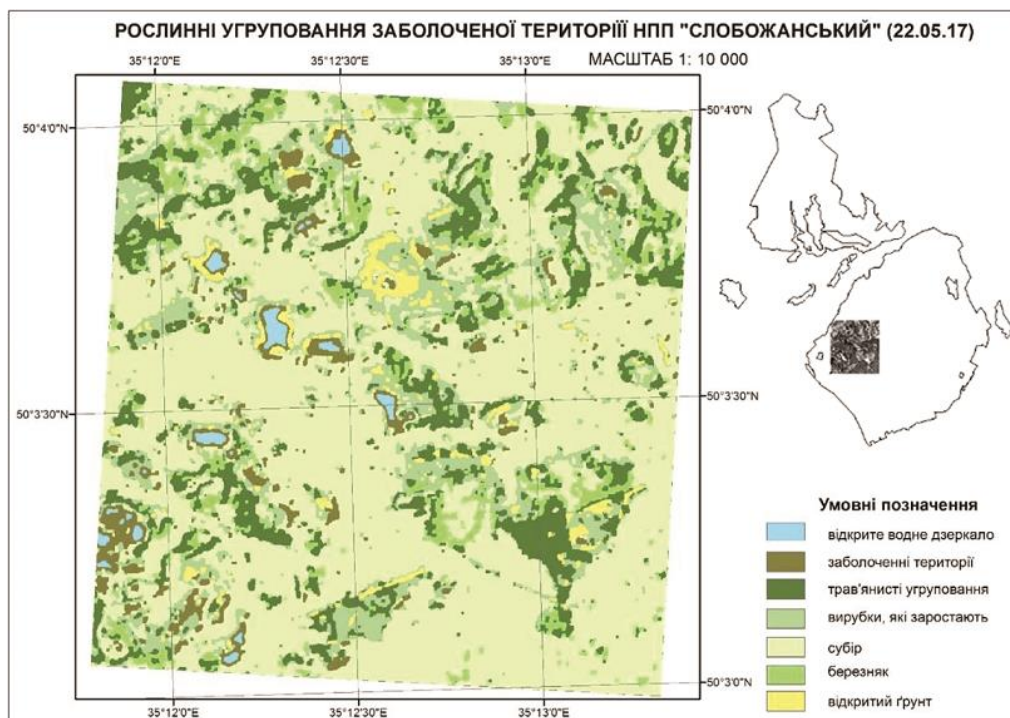 РОСЛИННІ УГРУПОВАННЯ ЗАБОЛОЧЕНОЇ ТЕРИТОРІЇЇ НПП "СЛОБОЖАНСЬКИЙ" (22.05.17)
МАСШТАБ 1: 10 000
35°12'0"E
35°12'30"E
35°13'0"E
50°4'0"N
50°4'0"N
50°3'30"N
50°3'30"N
50°3'0"N
35°12'0"E
35°12'30"E
35°13'0"E
Умовні позначення
відкрите водне дзеркало
заболоченні території
трав'янисті угруповання
вирубки, які заростають
субір
березняк
відкритий ґрунт